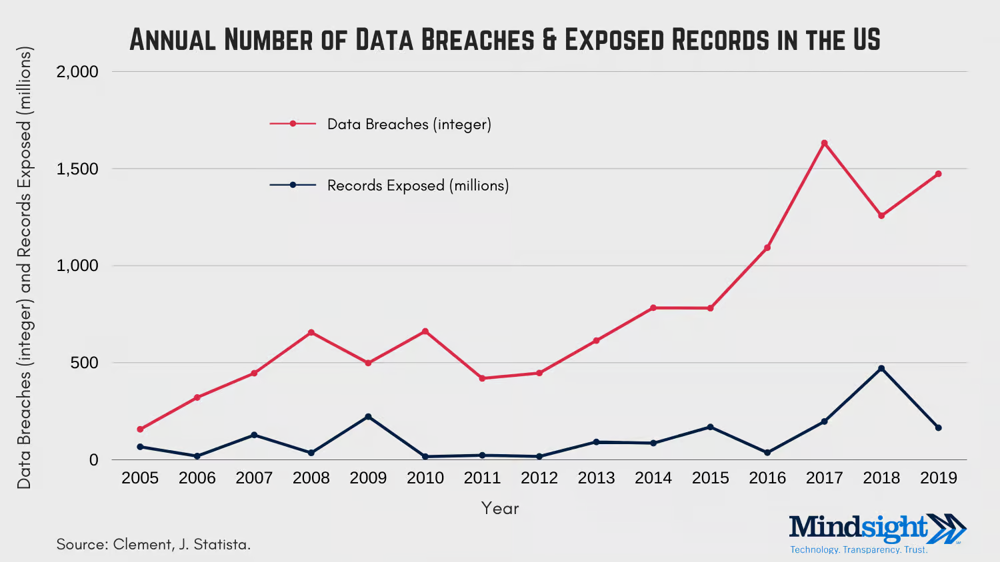 ANNUAL NUMBER OF DATA BREACHES & EXPOSED RECORDS IN THE US
Data Breaches (integer) and Records Exposed (millions)
2,000
1,500
1,000
500
0
Data Breaches (integer)
Records Exposed (millions)
2005 2006 2007 2008 2009 2010 2011 2012 2013 2014 2015 2016 2017 2018 2019
Year
Source: Clement, J. Statista.
Mindsight
SM
Technology. Transparency. Trust.